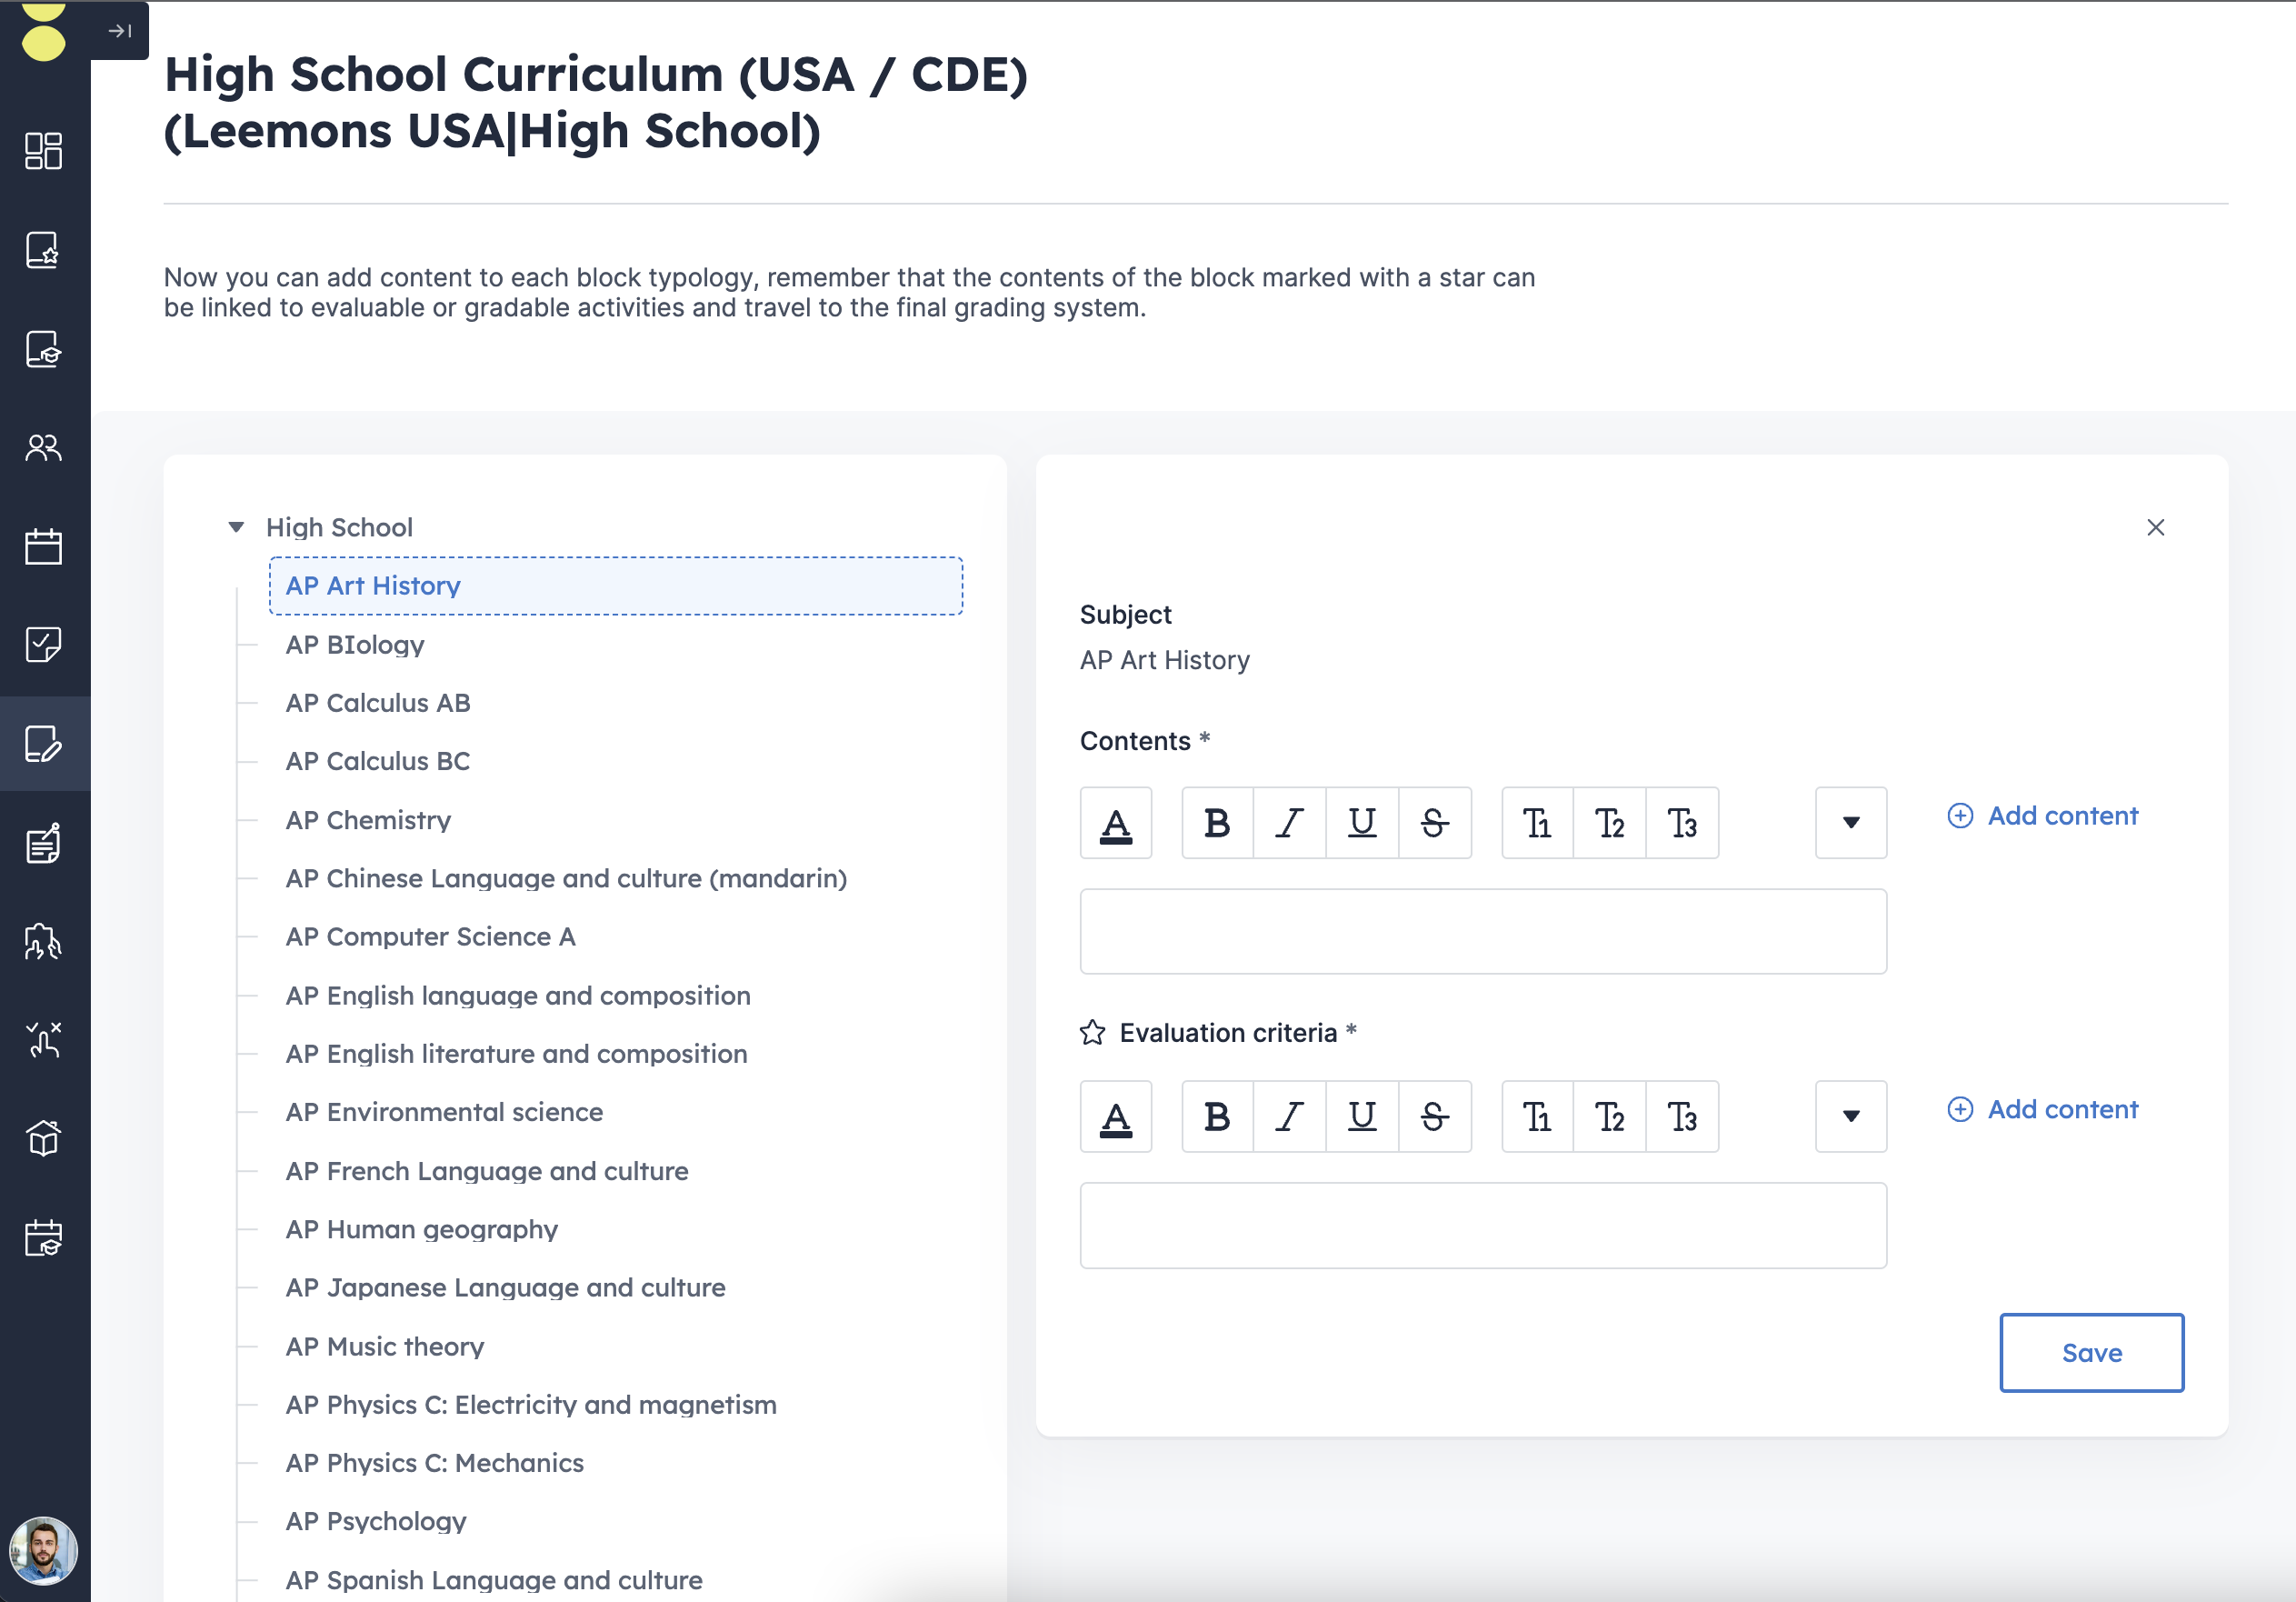 High School Curriculum (USA / CDE)
(Leemons USA|High School)
Now you can add content to each block typology, remember that the contents of the block marked with a star can
be linked to evaluable or gradable activities and travel to the final grading system.
High School
AP Art History
AP BIology
AP Calculus AB
AP Calculus BC
AP Chemistry
AP Chinese Language and culture (mandarin)
AP Computer Science A
AP English language and composition
AP English literature and composition
AP Environmental science
AP French Language and culture
AP Human geography
AP Japanese Language and culture
AP Music theory
AP Physics C: Electricity and magnetism
AP Physics C: Mechanics
AP Psychology
AP Spanish Language and culture
Subject
AP Art History
Contents *
A B I U S T1 T2 T3
Add content
Evaluation criteria *
A B I U S T1 T2 T3
Add content
Save